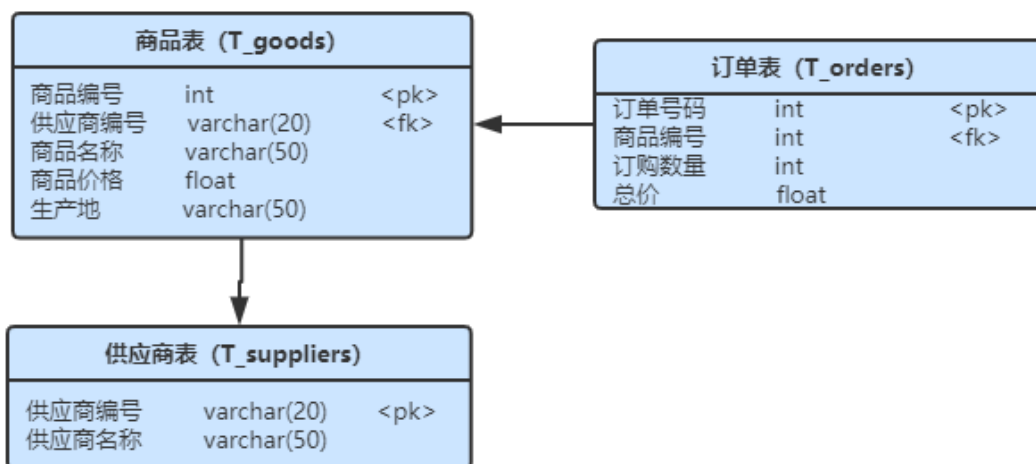 商品表（T_goods）
商品编号 int <pk>
供应商编号 varchar(20) <fk>
商品名称 varchar(50)
商品价格 float
生产地 varchar(50)
订单表（T_orders）
订单号码 int <pk>
商品编号 int <fk>
订购数量 int
总价 float
供应商表（T_suppliers）
供应商编号 varchar(20) <pk>
供应商名称 varchar(50)